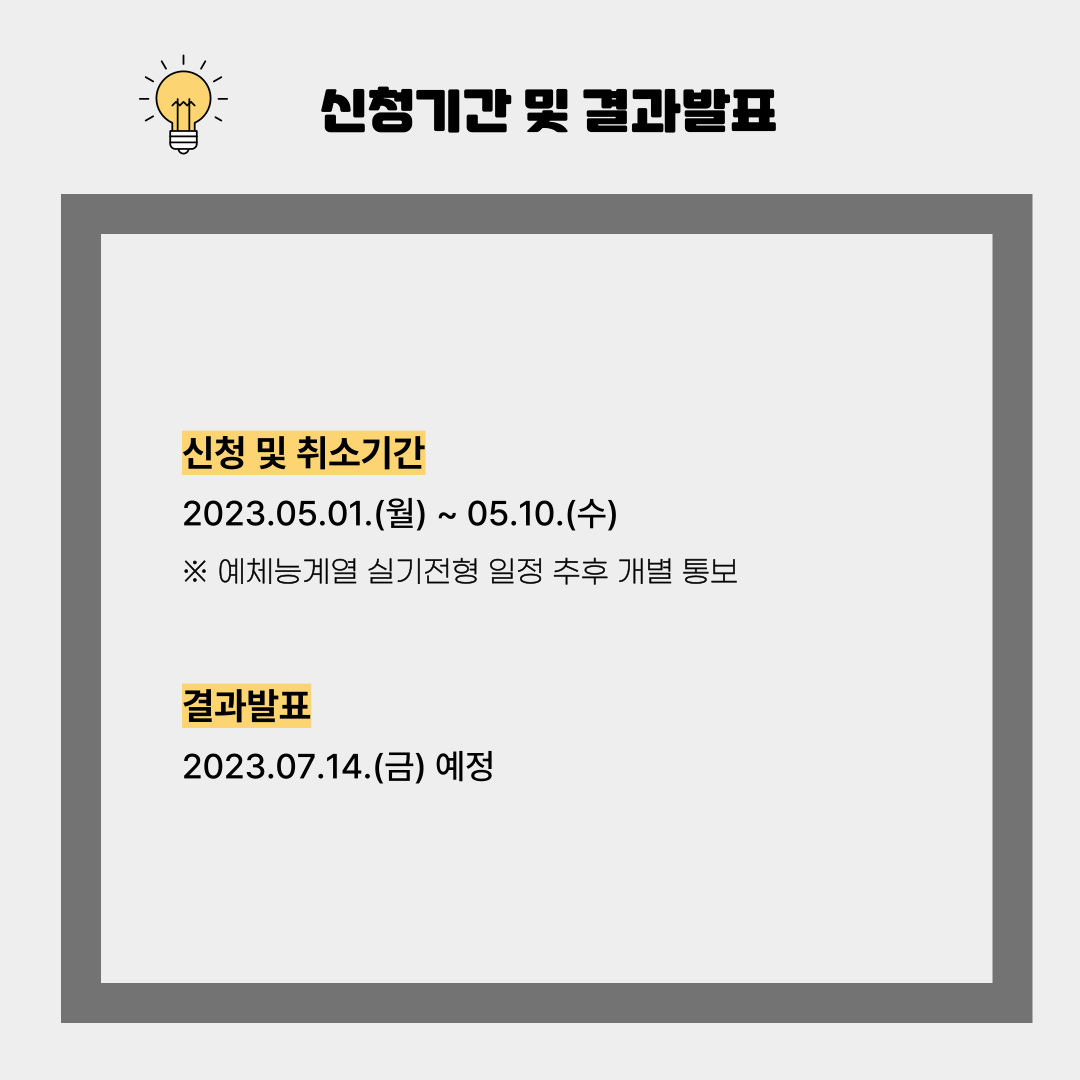 신청기간 및 결과발표
신청 및 취소기간
2023.05.01.(월) ~ 05.10.(수)
※ 예체능계열 실기전형 일정 추후 개별 통보
결과발표
2023.07.14.(금) 예정